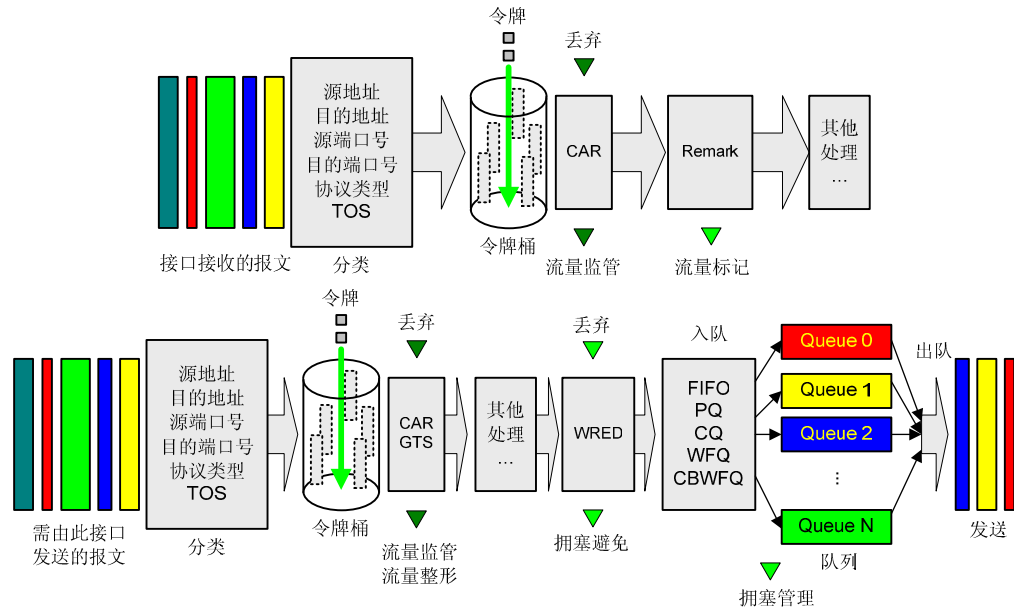 令牌
丢弃
源地址
目的地址
源端口号
目的端口号
协议类型
TOS
CAR
Remark
其他
处理
...
接口接收的报文
分类
令牌桶
流量监管
流量标记
令牌
丢弃
丢弃
入队
出队
源地址
目的地址
源端口号
目的端口号
协议类型
TOS
CAR
GTS
其他
处理
...
WRED
FIFO
PQ
CQ
WFQ
CBWFQ
Queue 0
Queue 1
Queue 2
...
Queue N
需由此接口
发送的报文
分类
令牌桶
流量监管
流量整形
拥塞避免
队列
拥塞管理
发送